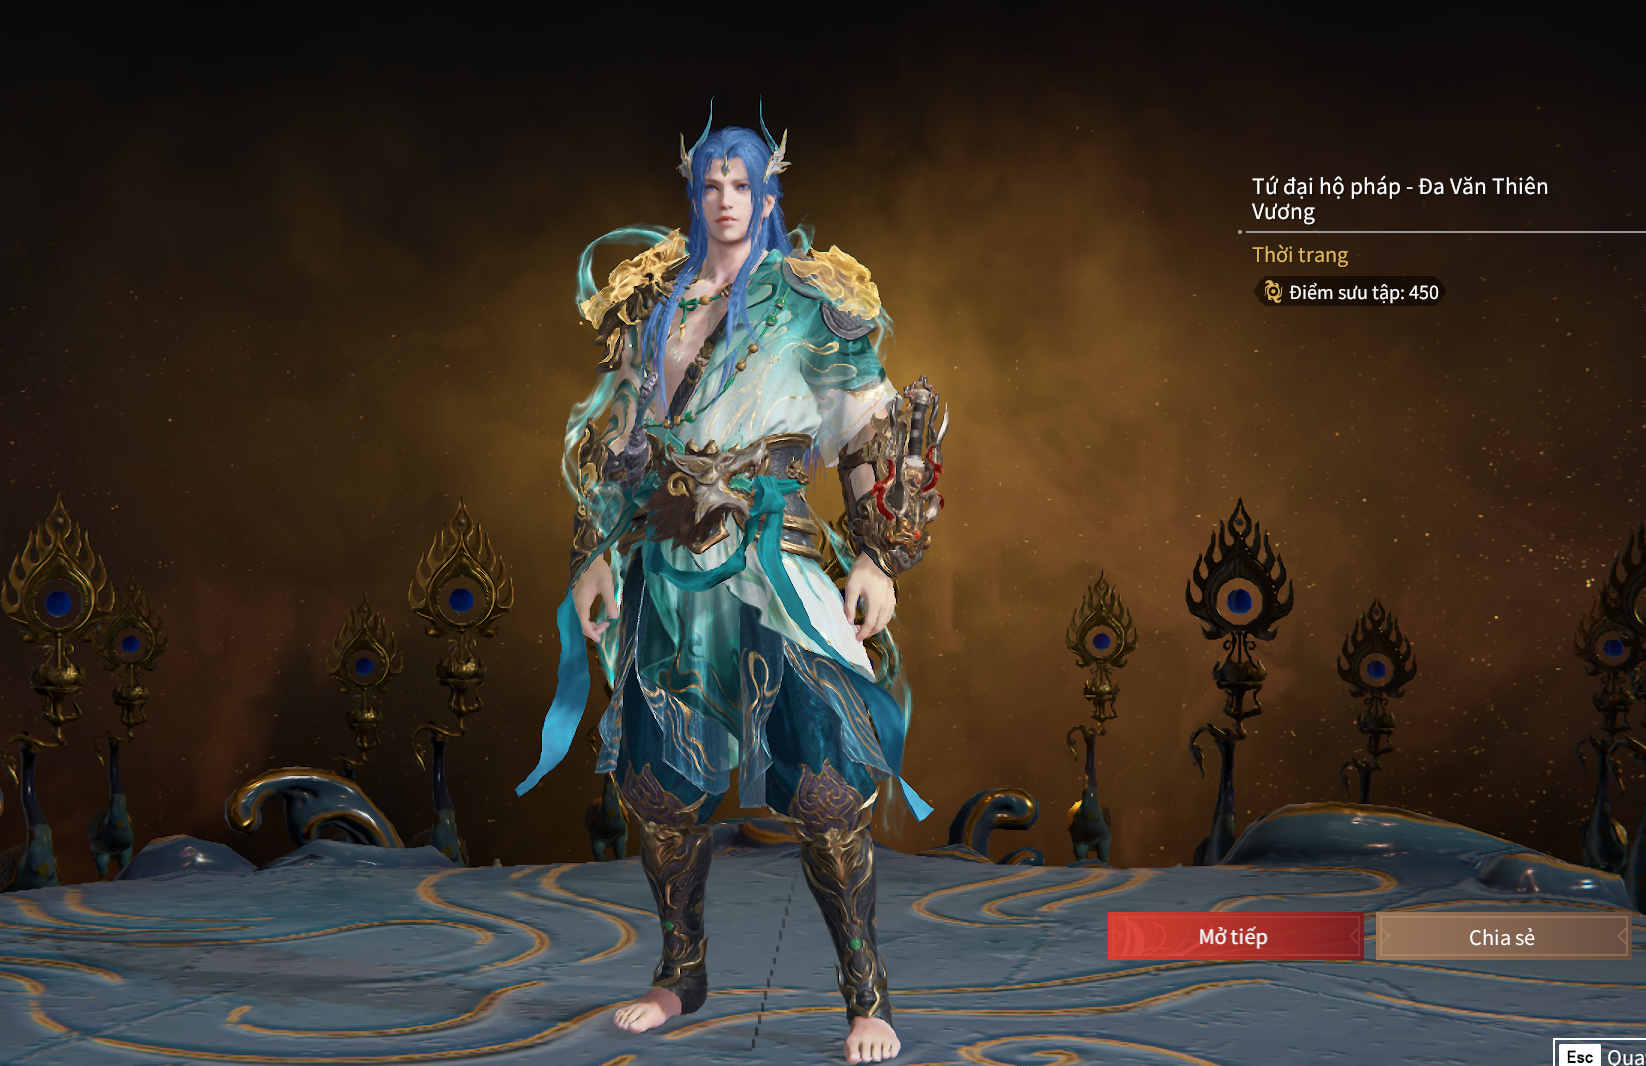 Tứ đại hộ pháp - Đa Văn Thiên
Vương
Thời trang
Điểm sưu tập: 450
Mở tiếp
Chia sẻ
Esc